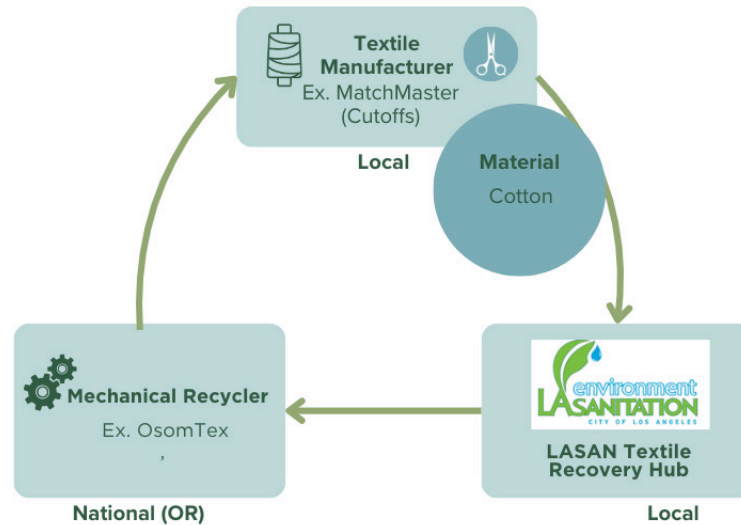 Textile
Manufacturer
Ex. MatchMaster
(Cutoffs)
Local
Material
Cotton
Mechanical Recycler
Ex. OsomTex
,
National (OR)
environment
LASANITATION
CITY OF LOS ANGELES
LASAN Textile
Recovery Hub
Local